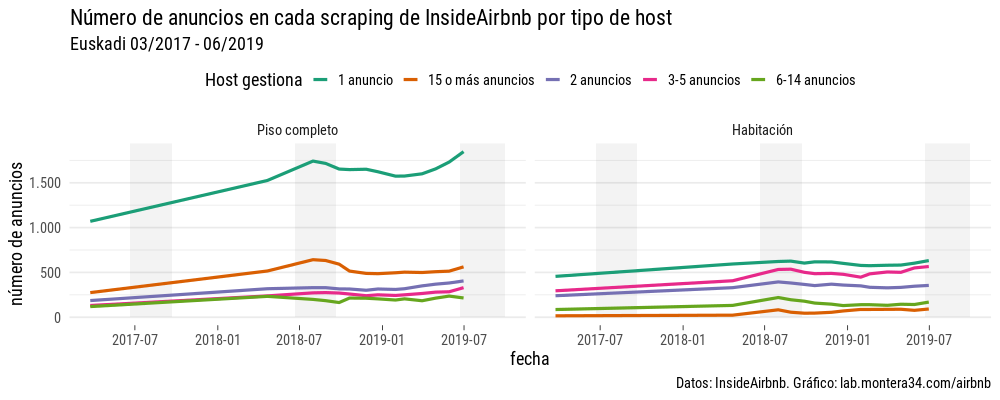 Número de anuncios en cada scraping de InsideAirbnb por tipo de host
Euskadi 03/2017 - 06/2019
Host gestiona 1 anuncio 15 o más anuncios 2 anuncios 3-5 anuncios 6-14 anuncios
Piso completo Habitación
número de anuncios
1.500
1.000
500
0
2017-07 2018-01 2018-07 2019-01 2019-07 2017-07 2018-01 2018-07 2019-01 2019-07
fecha
Datos: InsideAirbnb. Gráfico: lab.montera34.com/airbnb